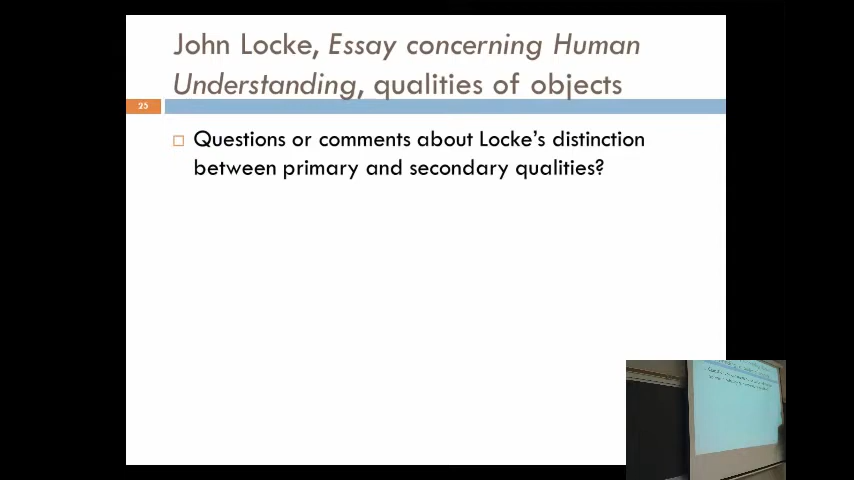 John Locke, Essay concerning Human
Understanding, qualities of objects
25
Questions or comments about Locke's distinction
between primary and secondary qualities?